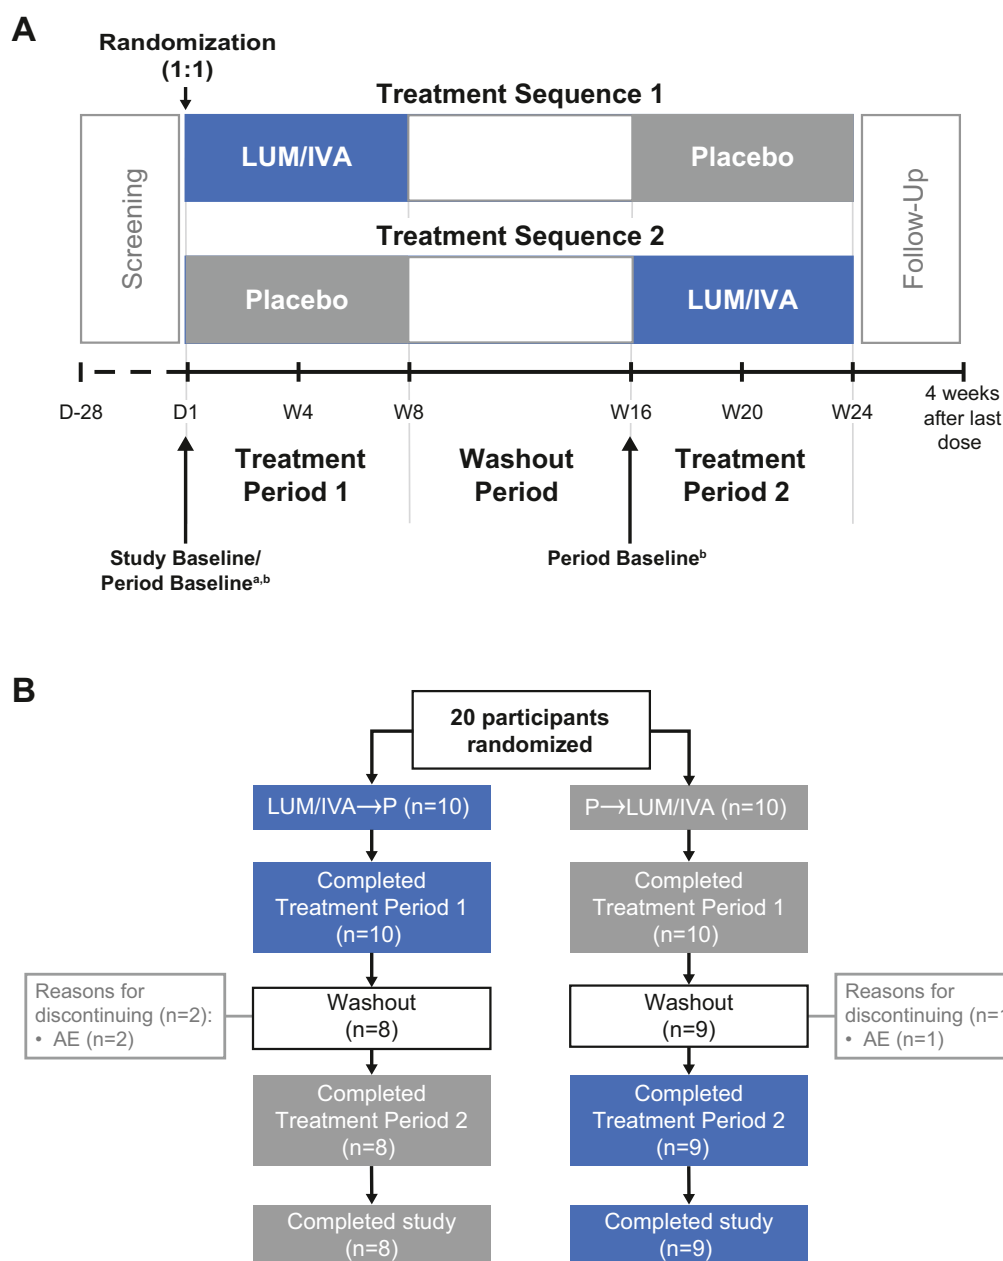 A
Randomization
(1:1)
Treatment Sequence 1
Screening
LUM/IVA
Placebo
Follow-Up
Treatment Sequence 2
Placebo
LUM/IVA
D-28
D1
W4
W8
W16
W20
W24
4 weeks
after last
dose
Treatment
Period 1
Washout
Period
Treatment
Period 2
Study Baseline/
Period Baselineᵃ,ᵇ
Period Baselineᵇ
B
20 participants
randomized
LUM/IVA→P (n=10)
P→LUM/IVA (n=10)
Completed
Treatment Period 1
(n=10)
Completed
Treatment Period 1
(n=10)
Reasons for
discontinuing (n=2):
• AE (n=2)
Washout
(n=8)
Washout
(n=9)
Reasons for
discontinuing (n=1
• AE (n=1)
Completed
Treatment Period 2
(n=8)
Completed
Treatment Period 2
(n=9)
Completed study
(n=8)
Completed study
(n=9)